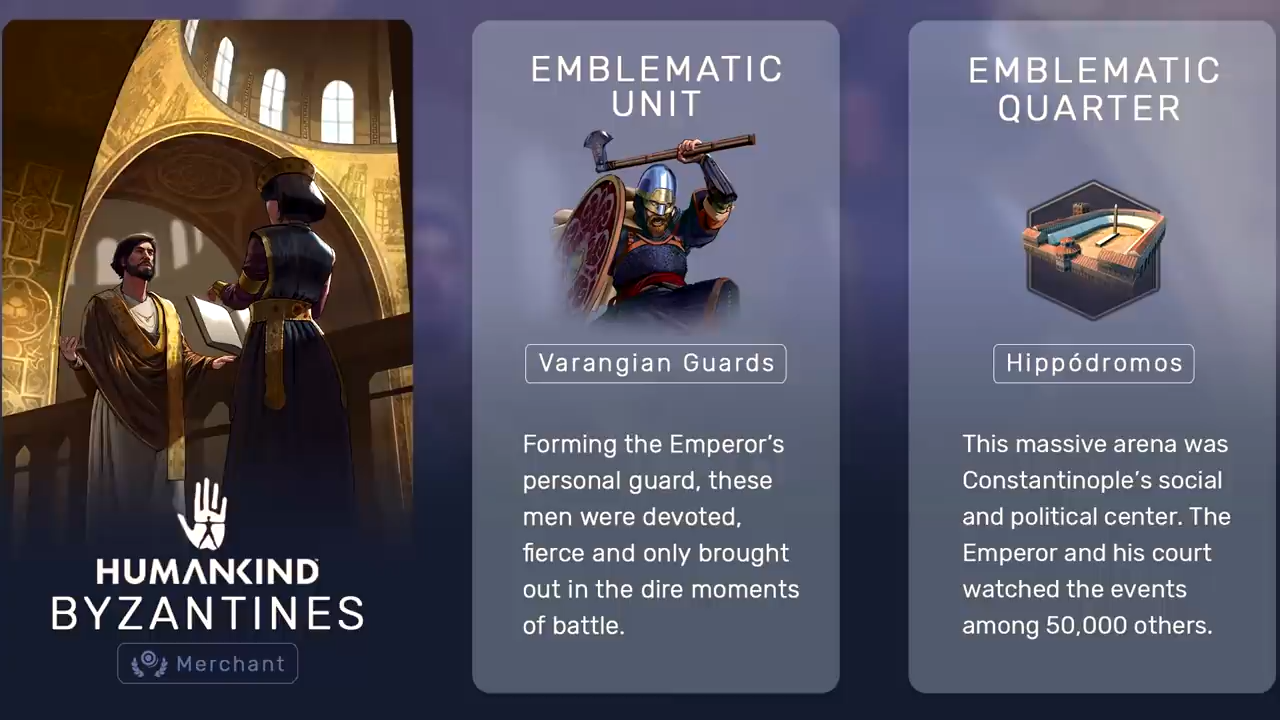 HUMANKIND
BYZANTINES
Merchant
EMBLEMATIC
UNIT
Varangian Guards
Forming the Emperor's
personal guard, these
men were devoted,
fierce and only brought
out in the dire moments
of battle.
EMBLEMATIC
QUARTER
Hippódromos
This massive arena was
Constantinople's social
and political center. The
Emperor and his court
watched the events
among 50,000 others.